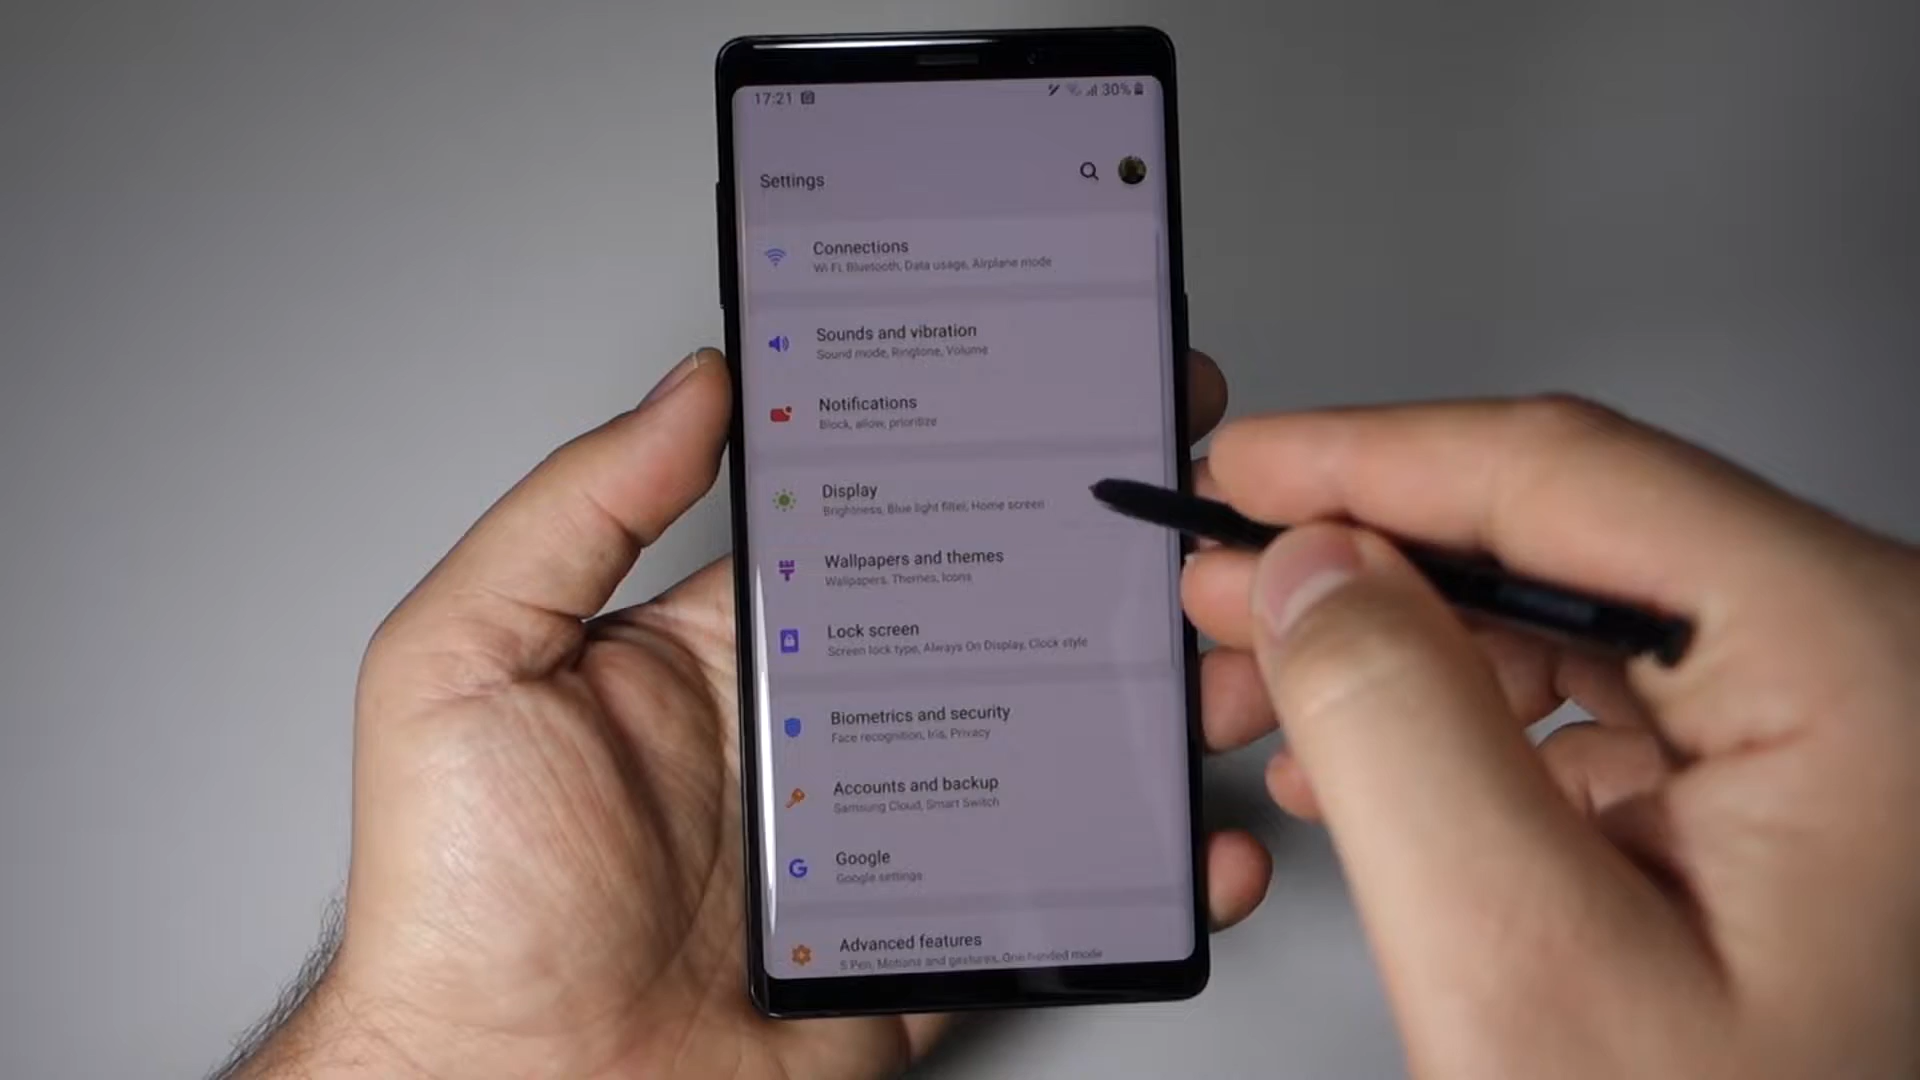 17:21 30%
Settings
Connections
Wi-Fi, Bluetooth, Data usage, Airplane mode
Sounds and vibration
Sound mode, Ringtone, Volume
Notifications
Block, allow, prioritize
Display
Brightness, Blue light filter, Home screen
Wallpapers and themes
Wallpapers, Themes, Icons
Lock screen
Screen lock type, Always On Display, Clock style
Biometrics and security
Face recognition, Iris, Privacy
Accounts and backup
Samsung Cloud, Smart Switch
G
Google
Google settings
Advanced features
S Pen, Motions and gestures, One-handed mode